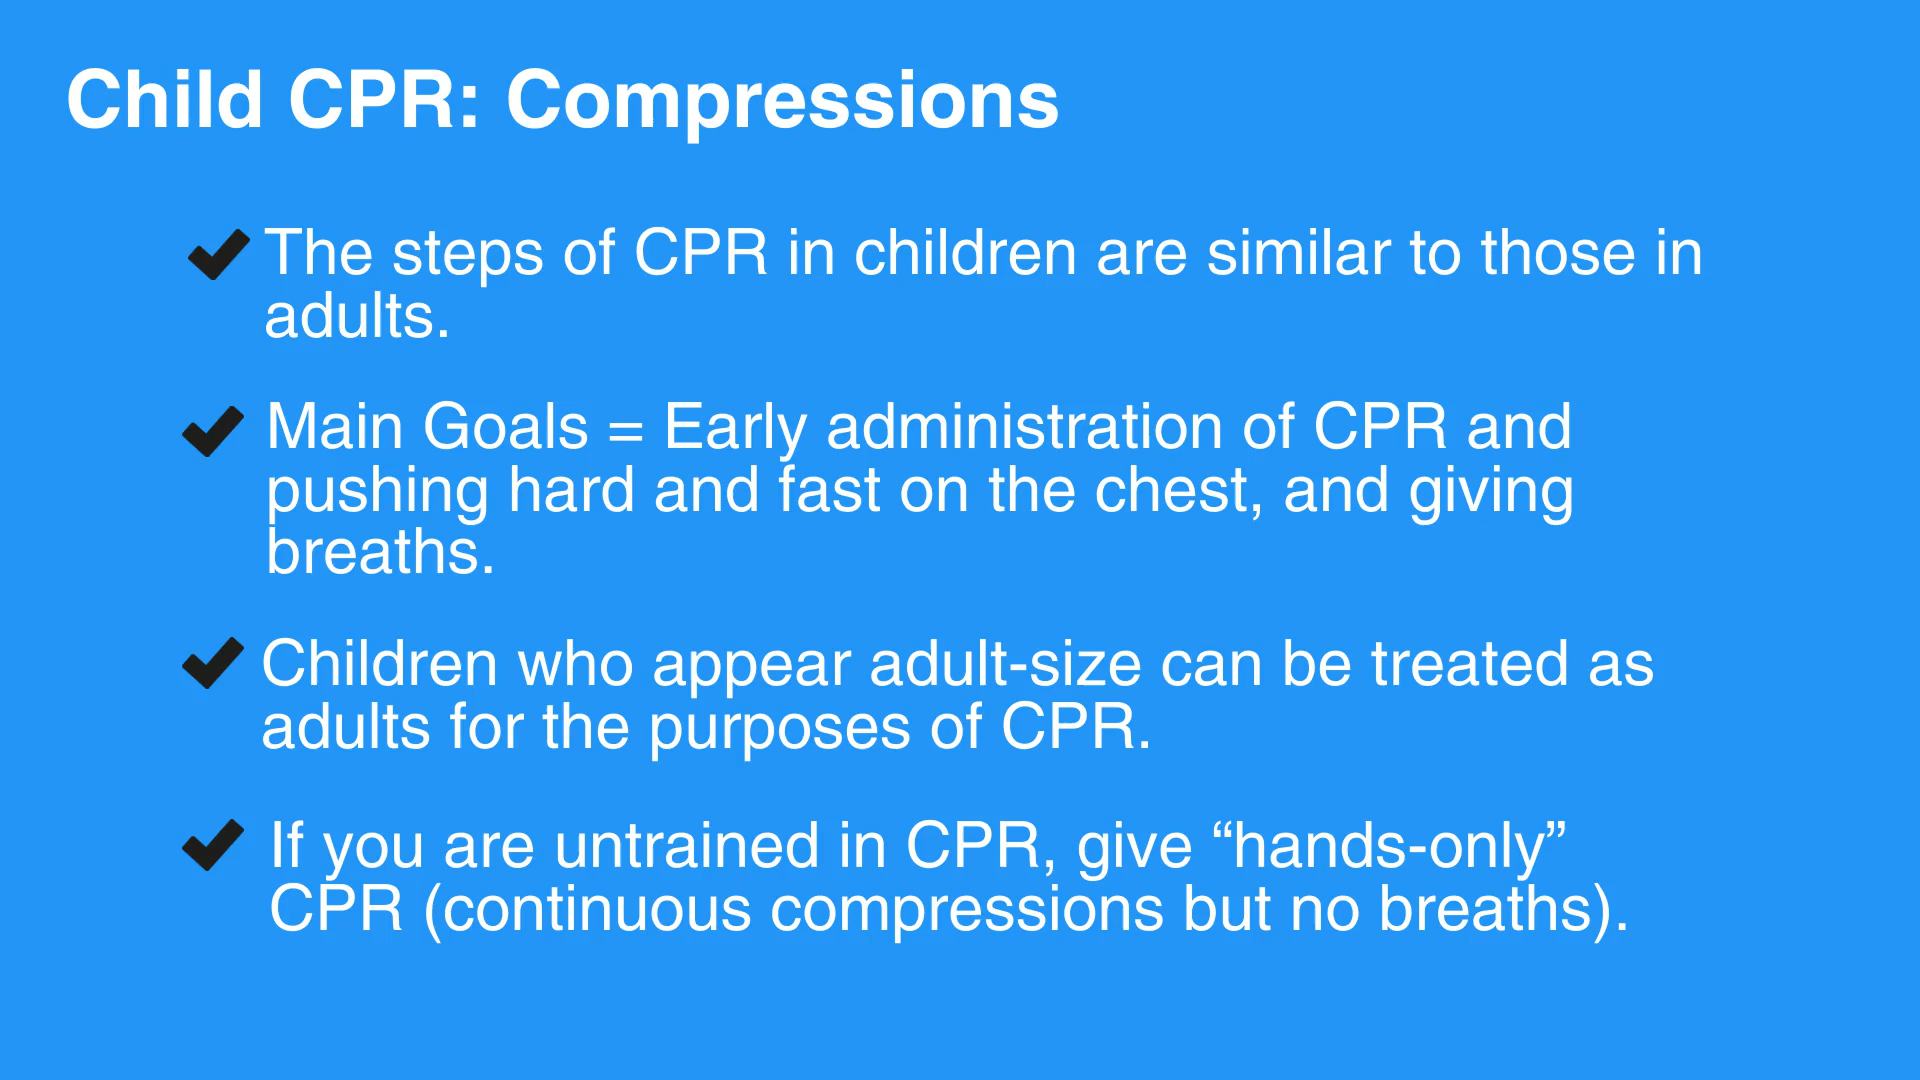 Child CPR: Compressions
The steps of CPR in children are similar to those in
adults.
Main Goals = Early administration of CPR and
pushing hard and fast on the chest, and giving
breaths.
Children who appear adult-size can be treated as
adults for the purposes of CPR.
If you are untrained in CPR, give “hands-only”
CPR (continuous compressions but no breaths).